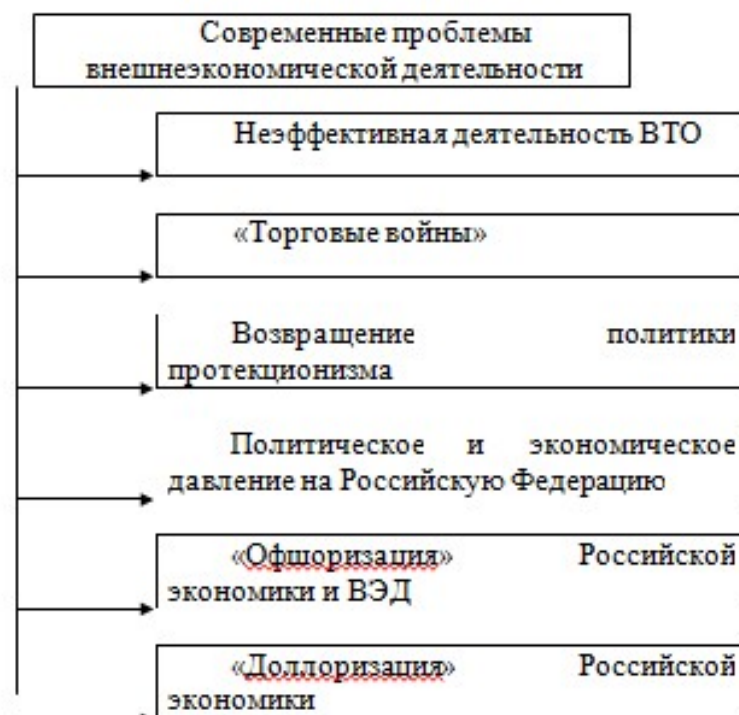 Современные проблемы
внешнеэкономической деятельности
Неэффективная деятельность ВТО
«Торговые войны»
Возвращение политики
протекционизма
Политическое и экономическое
давление на Российскую Федерацию
«Офшоризация» Российской
экономики и ВЭД
«Доллоризация» Российской
экономики